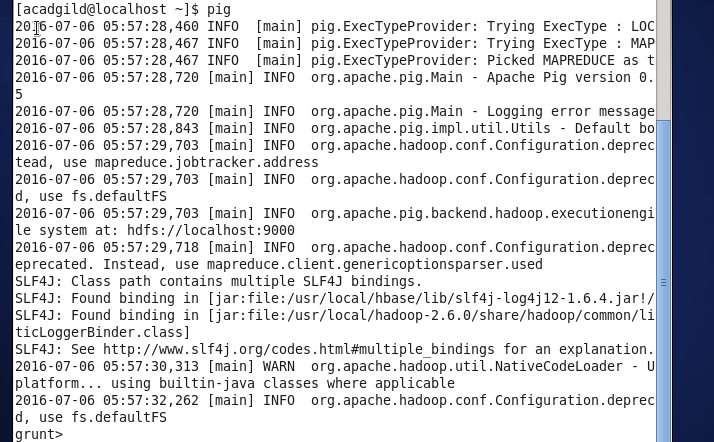 [acadgild@localhost ~]$ pig
2016-07-06 05:57:28,460 INFO  [main] pig.ExecTypeProvider: Trying ExecType : LOC
2016-07-06 05:57:28,467 INFO  [main] pig.ExecTypeProvider: Trying ExecType : MAP
2016-07-06 05:57:28,467 INFO  [main] pig.ExecTypeProvider: Picked MAPREDUCE as t
2016-07-06 05:57:28,720 [main] INFO  org.apache.pig.Main - Apache Pig version 0.
5
2016-07-06 05:57:28,720 [main] INFO  org.apache.pig.Main - Logging error message
2016-07-06 05:57:28,843 [main] INFO  org.apache.pig.impl.util.Utils - Default bo
2016-07-06 05:57:29,703 [main] INFO  org.apache.hadoop.conf.Configuration.deprec
tead, use mapreduce.jobtracker.address
2016-07-06 05:57:29,703 [main] INFO  org.apache.hadoop.conf.Configuration.deprec
d, use fs.defaultFS
2016-07-06 05:57:29,703 [main] INFO  org.apache.pig.backend.hadoop.executionengi
le system at: hdfs://localhost:9000
2016-07-06 05:57:29,718 [main] INFO  org.apache.hadoop.conf.Configuration.deprec
eprecated. Instead, use mapreduce.client.genericoptionsparser.used
SLF4J: Class path contains multiple SLF4J bindings.
SLF4J: Found binding in [jar:file:/usr/local/hbase/lib/slf4j-log4j12-1.6.4.jar!/
SLF4J: Found binding in [jar:file:/usr/local/hadoop-2.6.0/share/hadoop/common/li
ticLoggerBinder.class]
SLF4J: See http://www.slf4j.org/codes.html#multiple_bindings for an explanation.
2016-07-06 05:57:30,313 [main] WARN  org.apache.hadoop.util.NativeCodeLoader - U
platform... using builtin-java classes where applicable
2016-07-06 05:57:32,262 [main] INFO  org.apache.hadoop.conf.Configuration.deprec
d, use fs.defaultFS
grunt>